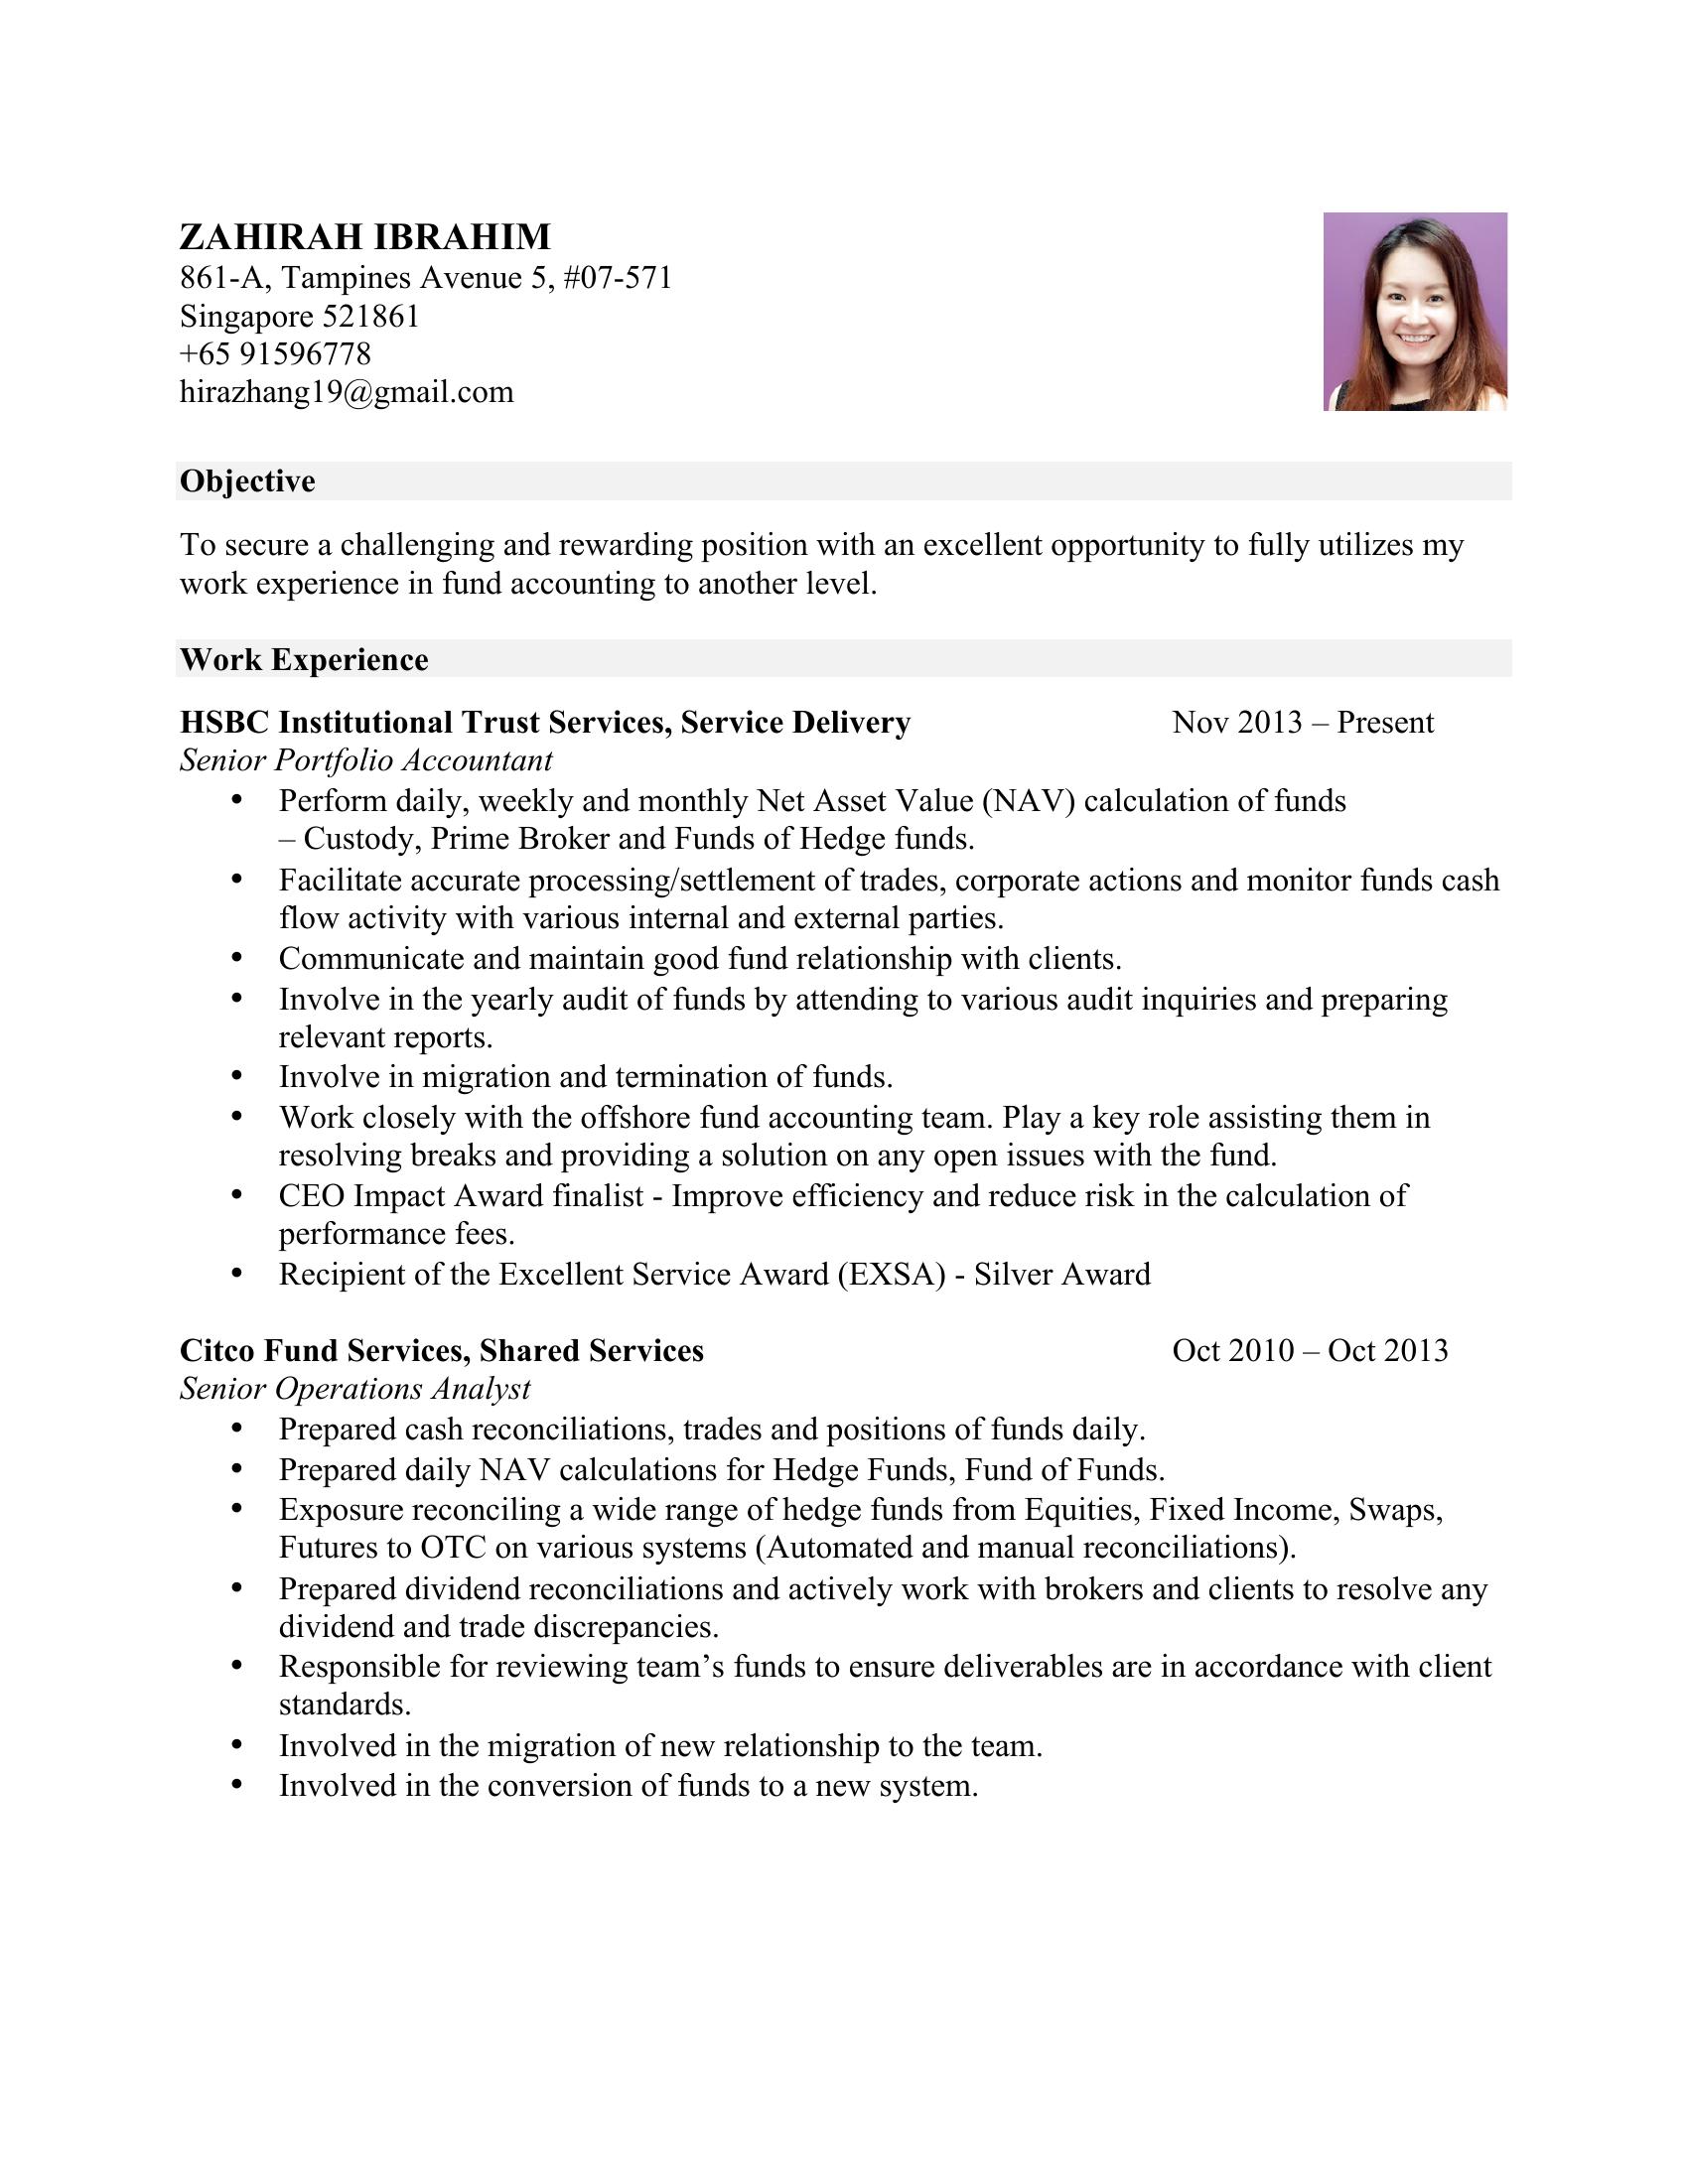 ZAHIRAH IBRAHIM
861-A, Tampines Avenue 5, #07-571
Singapore 521861
+65 91596778
hirazhang19@gmail.com
Objective
To secure a challenging and rewarding position with an excellent opportunity to fully utilizes my
work experience in fund accounting to another level.
Work Experience
HSBC Institutional Trust Services, Service Delivery Nov 2013 – Present
Senior Portfolio Accountant
• Perform daily, weekly and monthly Net Asset Value (NAV) calculation of funds
– Custody, Prime Broker and Funds of Hedge funds.
• Facilitate accurate processing/settlement of trades, corporate actions and monitor funds cash
flow activity with various internal and external parties.
• Communicate and maintain good fund relationship with clients.
• Involve in the yearly audit of funds by attending to various audit inquiries and preparing
relevant reports.
• Involve in migration and termination of funds.
• Work closely with the offshore fund accounting team. Play a key role assisting them in
resolving breaks and providing a solution on any open issues with the fund.
• CEO Impact Award finalist - Improve efficiency and reduce risk in the calculation of
performance fees.
• Recipient of the Excellent Service Award (EXSA) - Silver Award
Citco Fund Services, Shared Services Oct 2010 – Oct 2013
Senior Operations Analyst
• Prepared cash reconciliations, trades and positions of funds daily.
• Prepared daily NAV calculations for Hedge Funds, Fund of Funds.
• Exposure reconciling a wide range of hedge funds from Equities, Fixed Income, Swaps,
Futures to OTC on various systems (Automated and manual reconciliations).
• Prepared dividend reconciliations and actively work with brokers and clients to resolve any
dividend and trade discrepancies.
• Responsible for reviewing team’s funds to ensure deliverables are in accordance with client
standards.
• Involved in the migration of new relationship to the team.
• Involved in the conversion of funds to a new system.